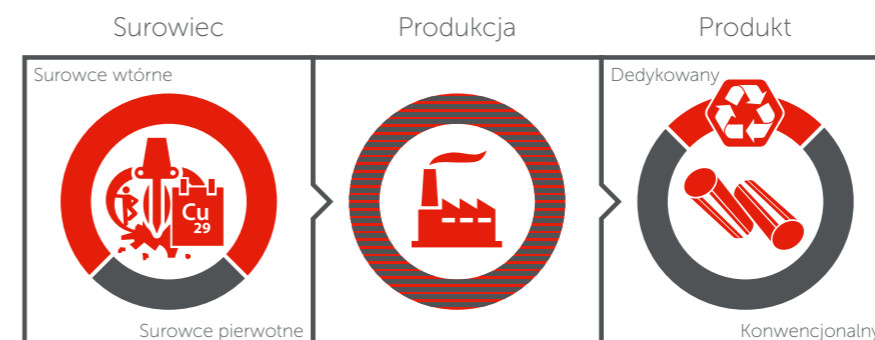 Surowiec
Produkcja
Produkt
Surowce wtórne
Dedykowany
Cu
29
Surowce pierwotne
Konwencjonalny